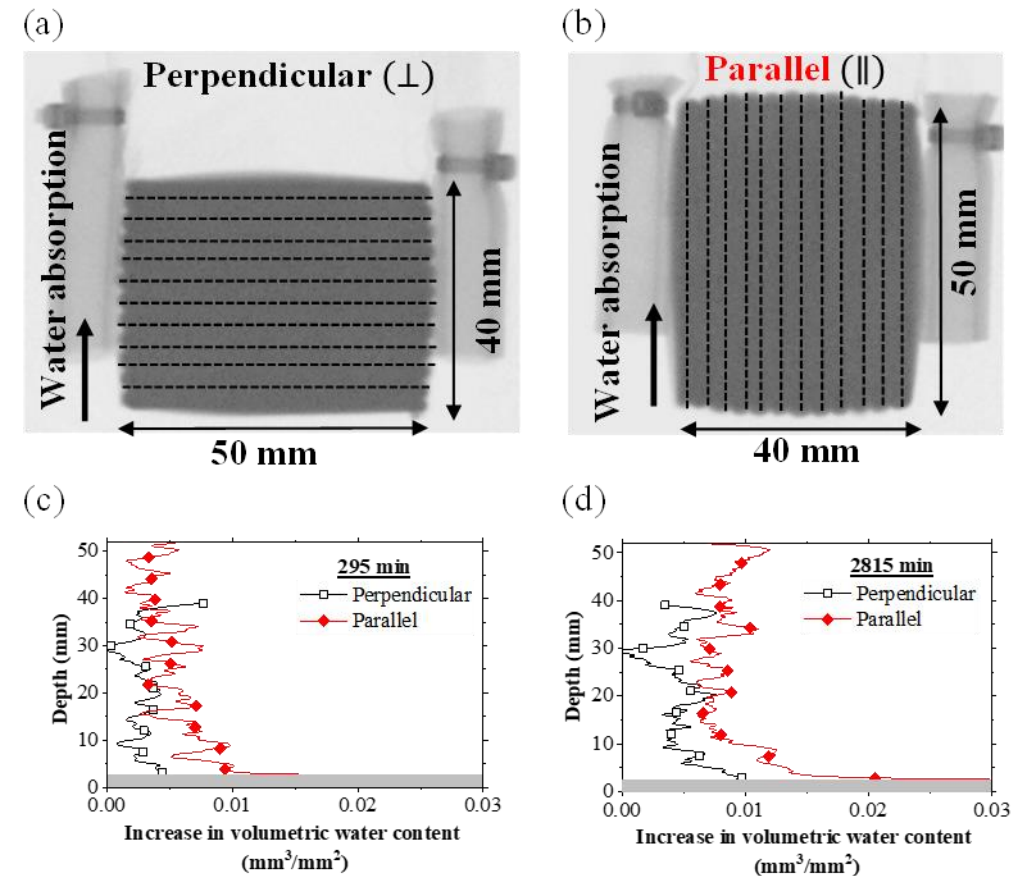 (a)
Perpendicular (⊥)
Water absorption
40 mm
50 mm
(b)
Parallel (∥)
Water absorption
50 mm
40 mm
(c)
50
40
30
20
10
0
Depth (mm)
295 min
Perpendicular
Parallel
0.00 0.01 0.02 0.03
Increase in volumetric water content
(mm³/mm²)
(d)
50
40
30
20
10
0
Depth (mm)
2815 min
Perpendicular
Parallel
0.00 0.01 0.02 0.03
Increase in volumetric water content
(mm³/mm²)